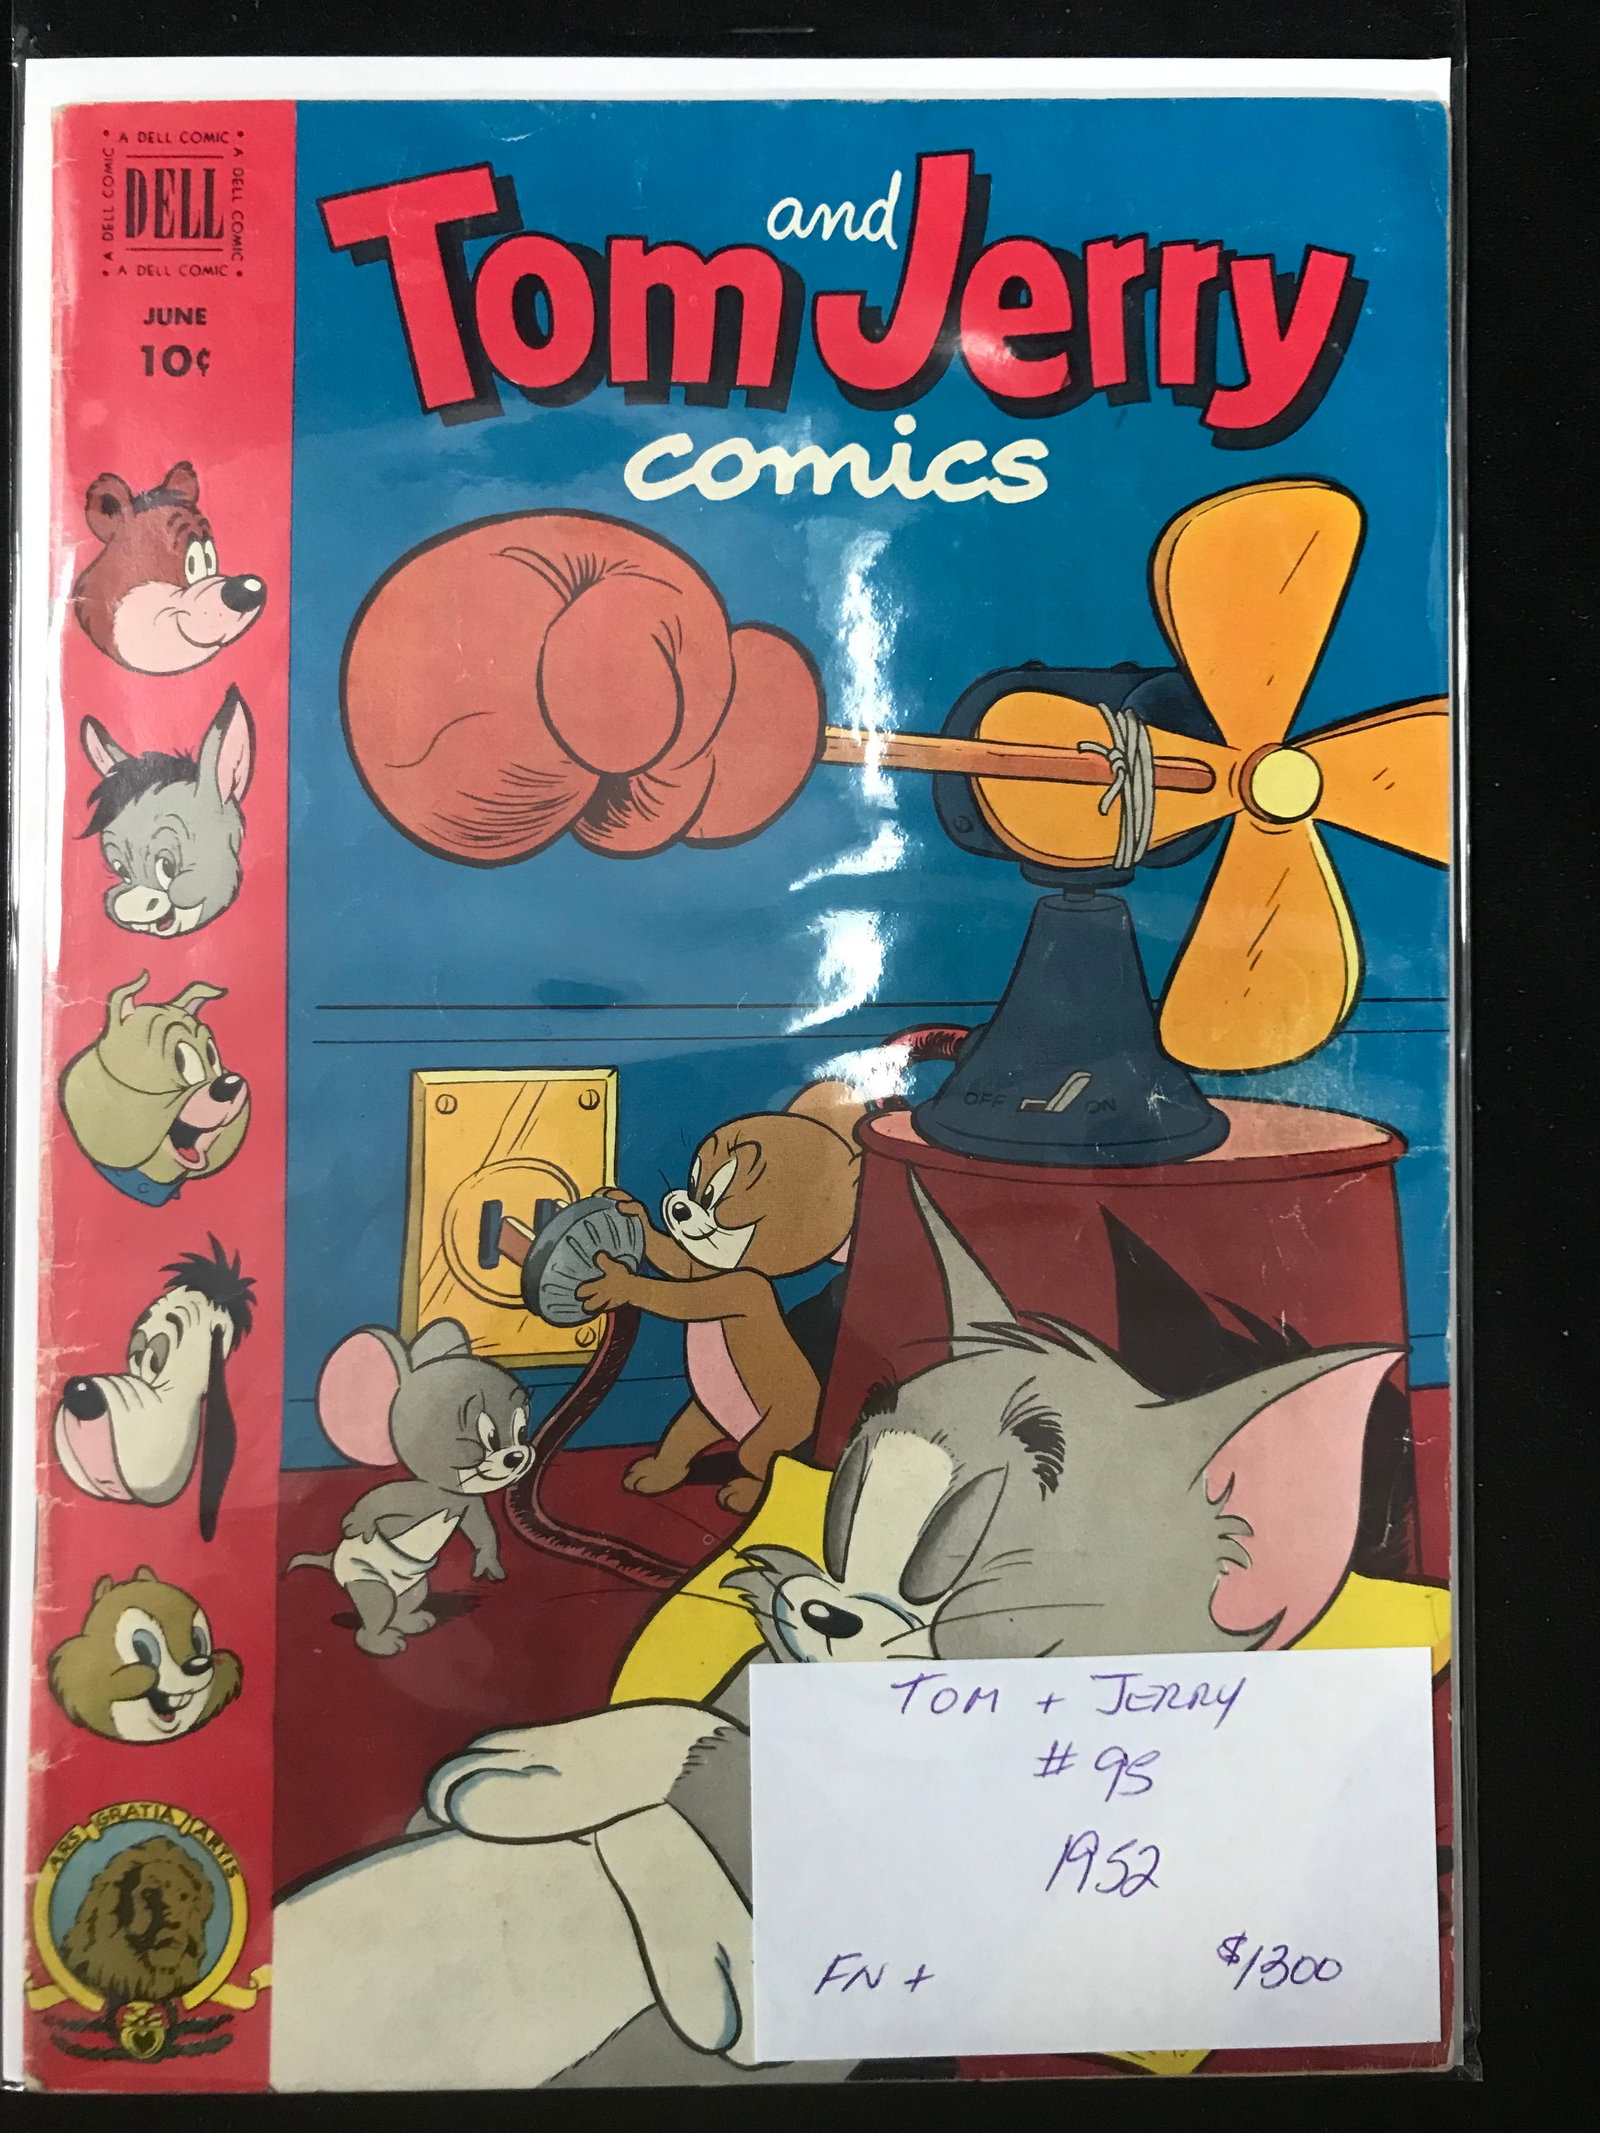 • A DELL COMIC •
A DELL COMIC
DELL
A DELL COMIC
• A DELL COMIC •
JUNE
10¢
Tom and Jerry
comics
OFF ON
C
ARS GRATIA ARTIS
TOM + JERRY
# 95
1952
FN +
$1300